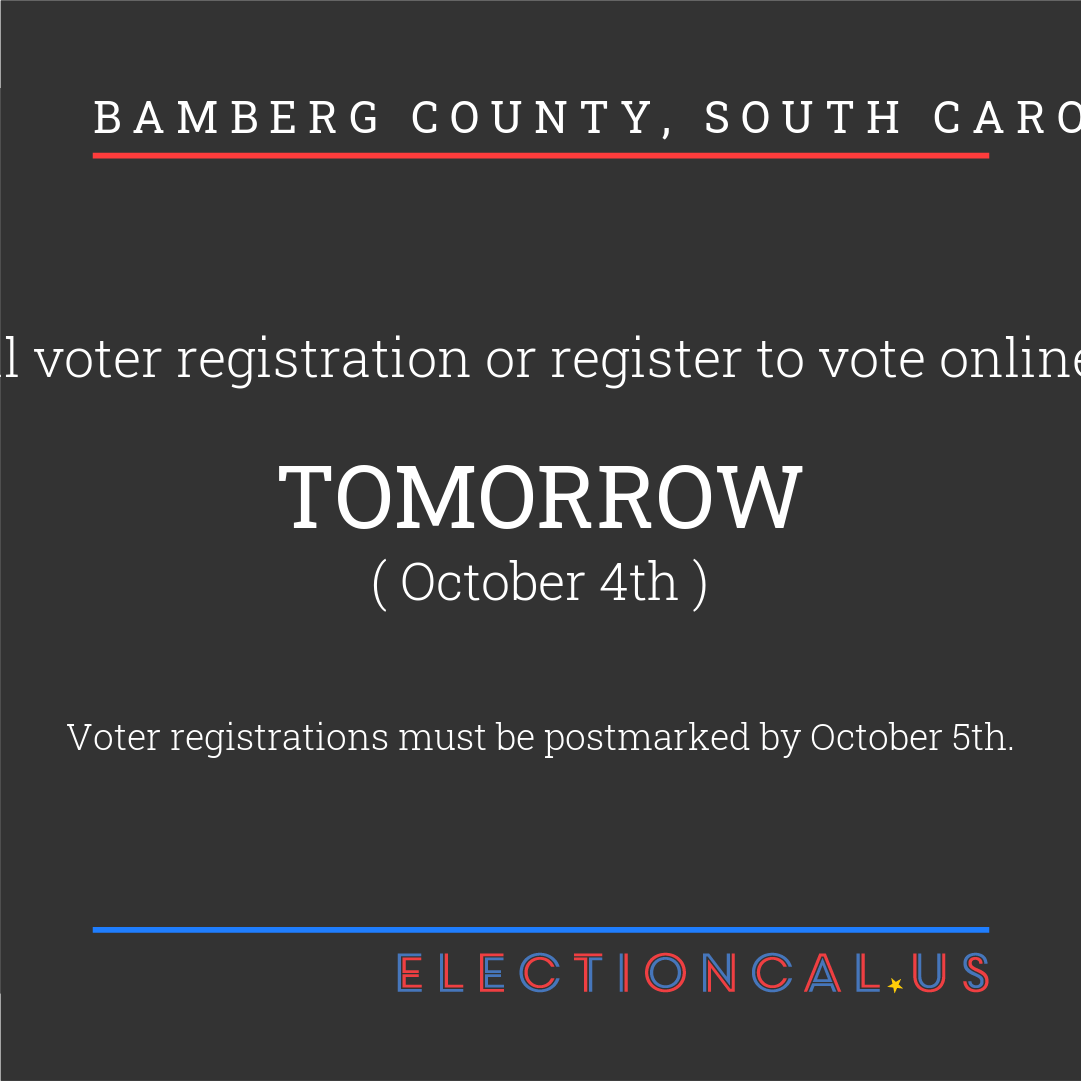 BAMBERG COUNTY, SOUTH CARO
l voter registration or register to vote online
TOMORROW
( October 4th )
Voter registrations must be postmarked by October 5th.
ELECTIONCAL.US